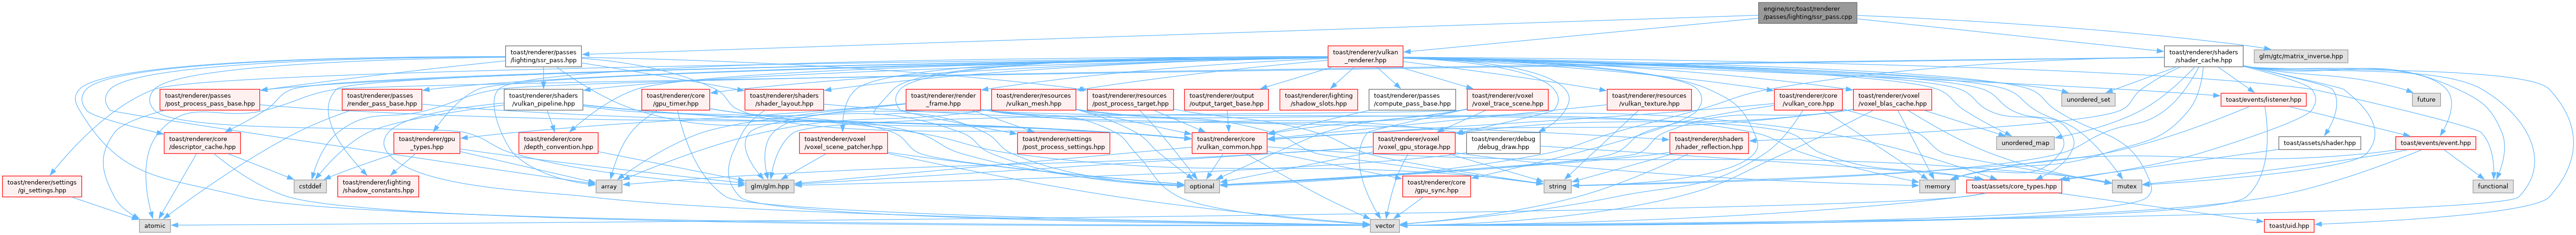 engine/src/toast/renderer
/passes/lighting/ssr_pass.cpp
toast/renderer/passes
/lighting/ssr_pass.hpp
toast/renderer/vulkan
_renderer.hpp
toast/renderer/shaders
/shader_cache.hpp
glm/gtc/matrix_inverse.hpp
toast/renderer/passes
/post_process_pass_base.hpp
toast/renderer/passes
/render_pass_base.hpp
toast/renderer/shaders
/vulkan_pipeline.hpp
toast/renderer/core
/gpu_timer.hpp
toast/renderer/shaders
/shader_layout.hpp
toast/renderer/render
_frame.hpp
toast/renderer/resources
/vulkan_mesh.hpp
toast/renderer/resources
/post_process_target.hpp
toast/renderer/output
/output_target_base.hpp
toast/renderer/lighting
/shadow_slots.hpp
toast/renderer/passes
/compute_pass_base.hpp
toast/renderer/voxel
/voxel_trace_scene.hpp
toast/renderer/resources
/vulkan_texture.hpp
toast/renderer/core
/vulkan_core.hpp
toast/renderer/voxel
/voxel_blas_cache.hpp
unordered_set
toast/events/listener.hpp
future
toast/renderer/core
/descriptor_cache.hpp
toast/renderer/gpu
_types.hpp
toast/renderer/core
/depth_convention.hpp
toast/renderer/voxel
/voxel_scene_patcher.hpp
toast/renderer/settings
/post_process_settings.hpp
toast/renderer/core
/vulkan_common.hpp
toast/renderer/voxel
/voxel_gpu_storage.hpp
toast/renderer/debug
/debug_draw.hpp
toast/renderer/shaders
/shader_reflection.hpp
unordered_map
toast/assets/shader.hpp
toast/events/event.hpp
toast/renderer/settings
/gi_settings.hpp
cstddef
toast/renderer/lighting
/shadow_constants.hpp
array
glm/glm.hpp
optional
toast/renderer/core
/gpu_sync.hpp
string
memory
toast/assets/core_types.hpp
mutex
functional
atomic
vector
toast/uid.hpp